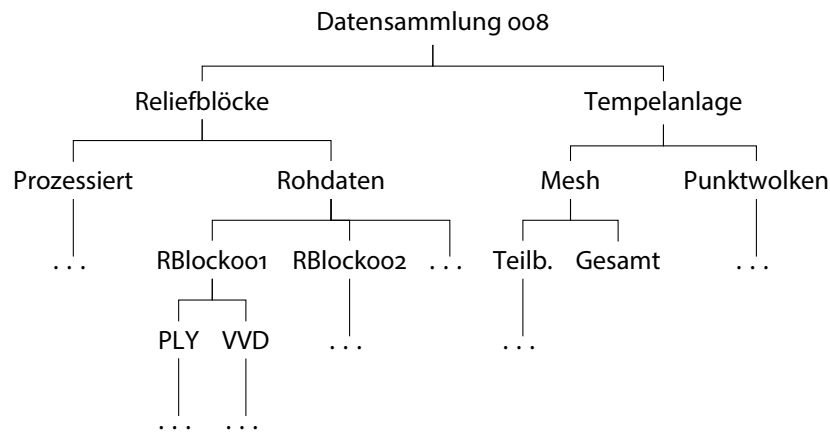 Datensammlung 008
Reliefblöcke Tempelanlage
Prozessiert Rohdaten Mesh Punktwolken
. . . RBlock001 RBlock002 . . . Teilb. Gesamt . . .
PLY VVD . . . . . .
. . . . . .